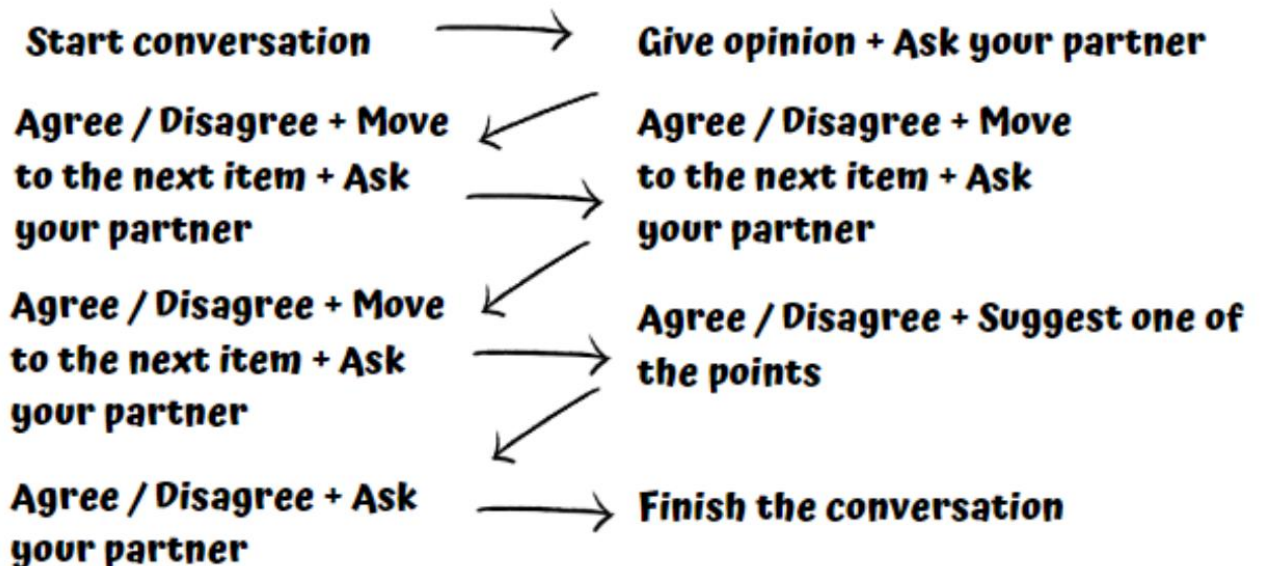 Start conversation
Give opinion + Ask your partner
Agree / Disagree + Move
to the next item + Ask
your partner
Agree / Disagree + Move
to the next item + Ask
your partner
Agree / Disagree + Move
to the next item + Ask
your partner
Agree / Disagree + Suggest one of
the points
Agree / Disagree + Ask
your partner
Finish the conversation